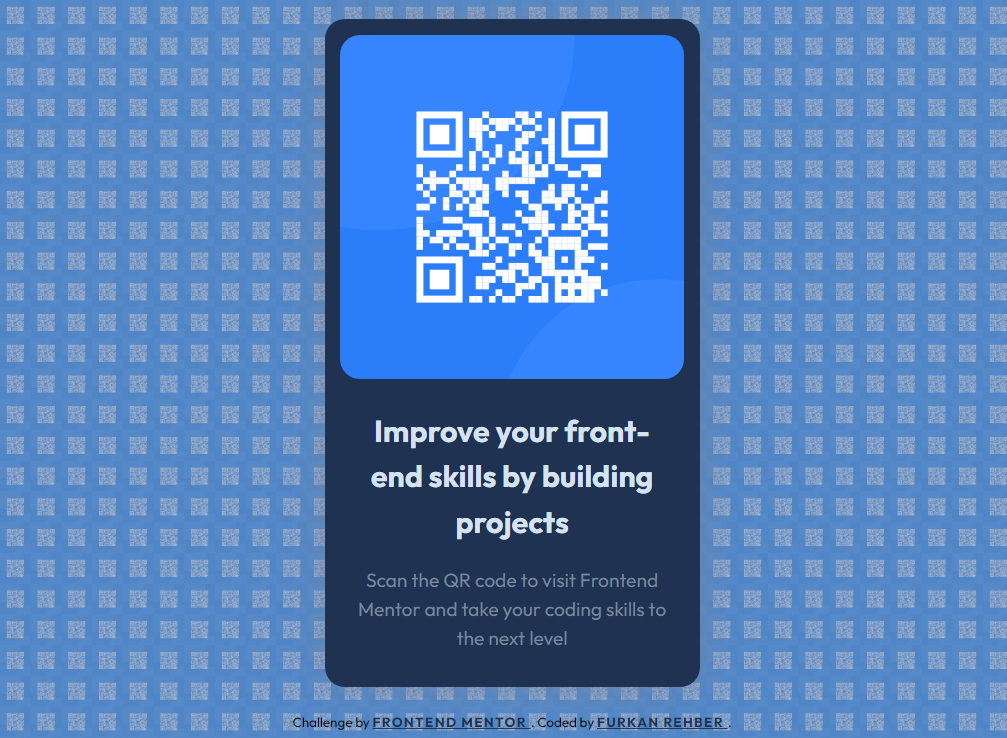 Improve your front-
end skills by building
projects
Scan the QR code to visit Frontend
Mentor and take your coding skills to
the next level
Challenge by FRONTEND MENTOR . Coded by FURKAN REHBER .